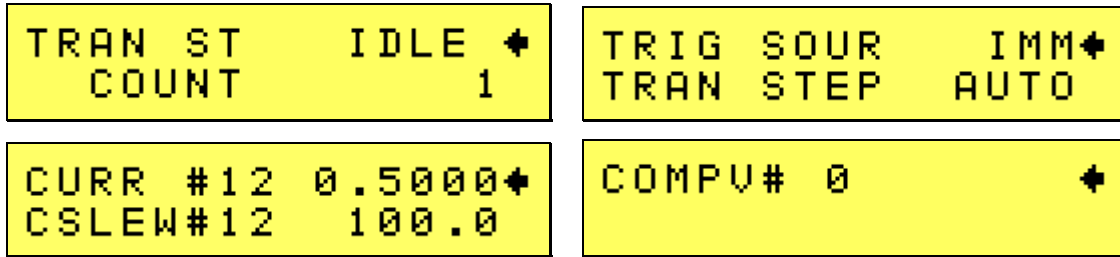 TRAN ST IDLE ←
COUNT 1
TRIG SOUR IMM←
TRAN STEP AUTO
CURR #12 0.5000←
CSLEW#12 100.0
COMPV# 0 ←